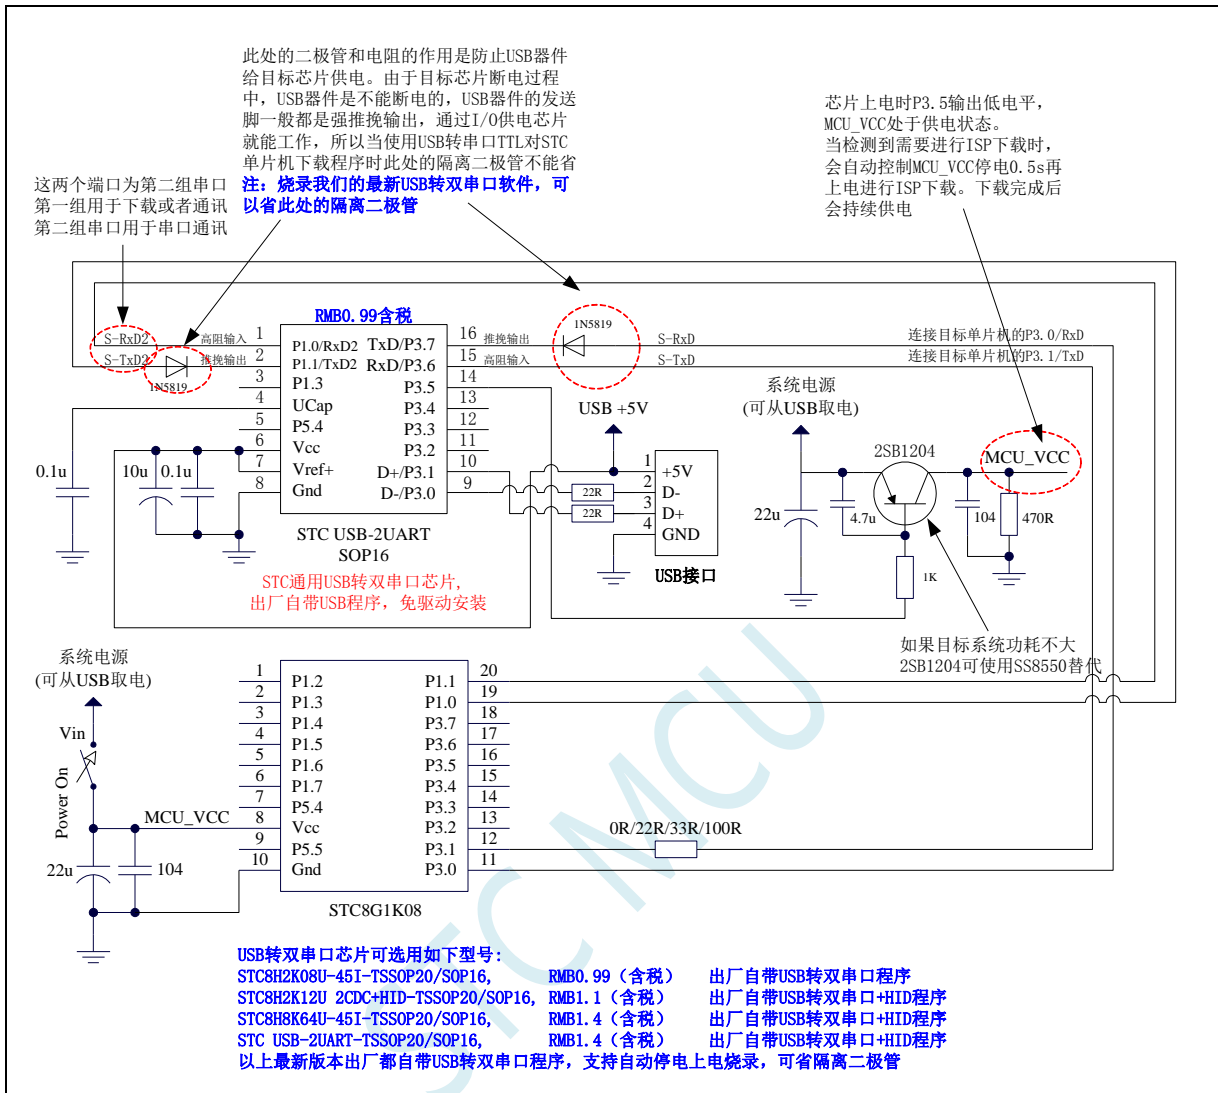 此处的二极管和电阻的作用是防止USB器件
给目标芯片供电。由于目标芯片断电过程
中，USB器件是不能断电的，USB器件的发送
脚一般都是强推挽输出，通过I/O供电芯片
就能工作，所以当使用USB转串口TTL对STC
单片机下载程序时此处的隔离二极管不能省
注：烧录我们的最新USB转双串口软件，可
以省此处的隔离二极管
芯片上电时P3.5输出低电平，
MCU_VCC处于供电状态。
当检测到需要进行ISP下载时，
会自动控制MCU_VCC停电0.5s再
上电进行ISP下载。下载完成后
会持续供电
这两个端口为第二组串口
第一组用于下载或者通讯
第二组串口用于串口通讯
RMB0.99含税
S-RxD2 高阻输入 1 P1.0/RxD2
S-TxD2 推挽输出 2 P1.1/TxD2
1N5819
3 P1.3
4 UCap
5 P5.4
6 Vcc
7 Vref+
8 Gnd
TxD/P3.7 16 推挽输出 1N5819 S-RxD 连接目标单片机的P3.0/RxD
RxD/P3.6 15 高阻输入 S-TxD 连接目标单片机的P3.1/TxD
P3.5 14
P3.4 13
P3.3 12
P3.2 11
D+/P3.1 10
D-/P3.0 9
0.1u
10u
0.1u
STC USB-2UART
SOP16
STC通用USB转双串口芯片,
出厂自带USB程序，免驱动安装
USB +5V
22R
22R
1 +5V
2 D-
3 D+
4 GND
USB接口
系统电源
(可从USB取电)
2SB1204
MCU_VCC
22u
4.7u
104
470R
1K
如果目标系统功耗不大
2SB1204可使用SS8550替代
系统电源
(可从USB取电)
Vin
Power On
MCU_VCC
22u
104
1 P1.2
2 P1.3
3 P1.4
4 P1.5
5 P1.6
6 P1.7
7 P5.4
8 Vcc
9 P5.5
10 Gnd
P1.1 20
P1.0 19
P3.7 18
P3.6 17
P3.5 16
P3.4 15
P3.3 14
P3.2 13
P3.1 12
P3.0 11
0R/22R/33R/100R
STC8G1K08
STC MCU
USB转双串口芯片可选用如下型号:
STC8H2K08U-45I-TSSOP20/SOP16, RMB0.99（含税） 出厂自带USB转双串口程序
STC8H2K12U 2CDC+HID-TSSOP20/SOP16, RMB1.1（含税） 出厂自带USB转双串口+HID程序
STC8H8K64U-45I-TSSOP20/SOP16, RMB1.4（含税） 出厂自带USB转双串口+HID程序
STC USB-2UART-TSSOP20/SOP16, RMB1.4（含税） 出厂自带USB转双串口+HID程序
以上最新版本出厂都自带USB转双串口程序，支持自动停电上电烧录，可省隔离二极管